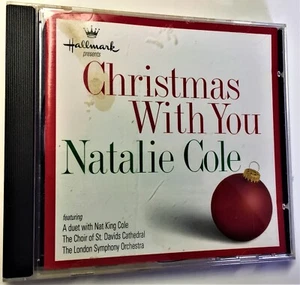 Hallmark
presents
Christmas
With You
Natalie Cole
featuring
A duet with Nat King Cole
The Choir of St. Davids Cathedral
The London Symphony Orchestra